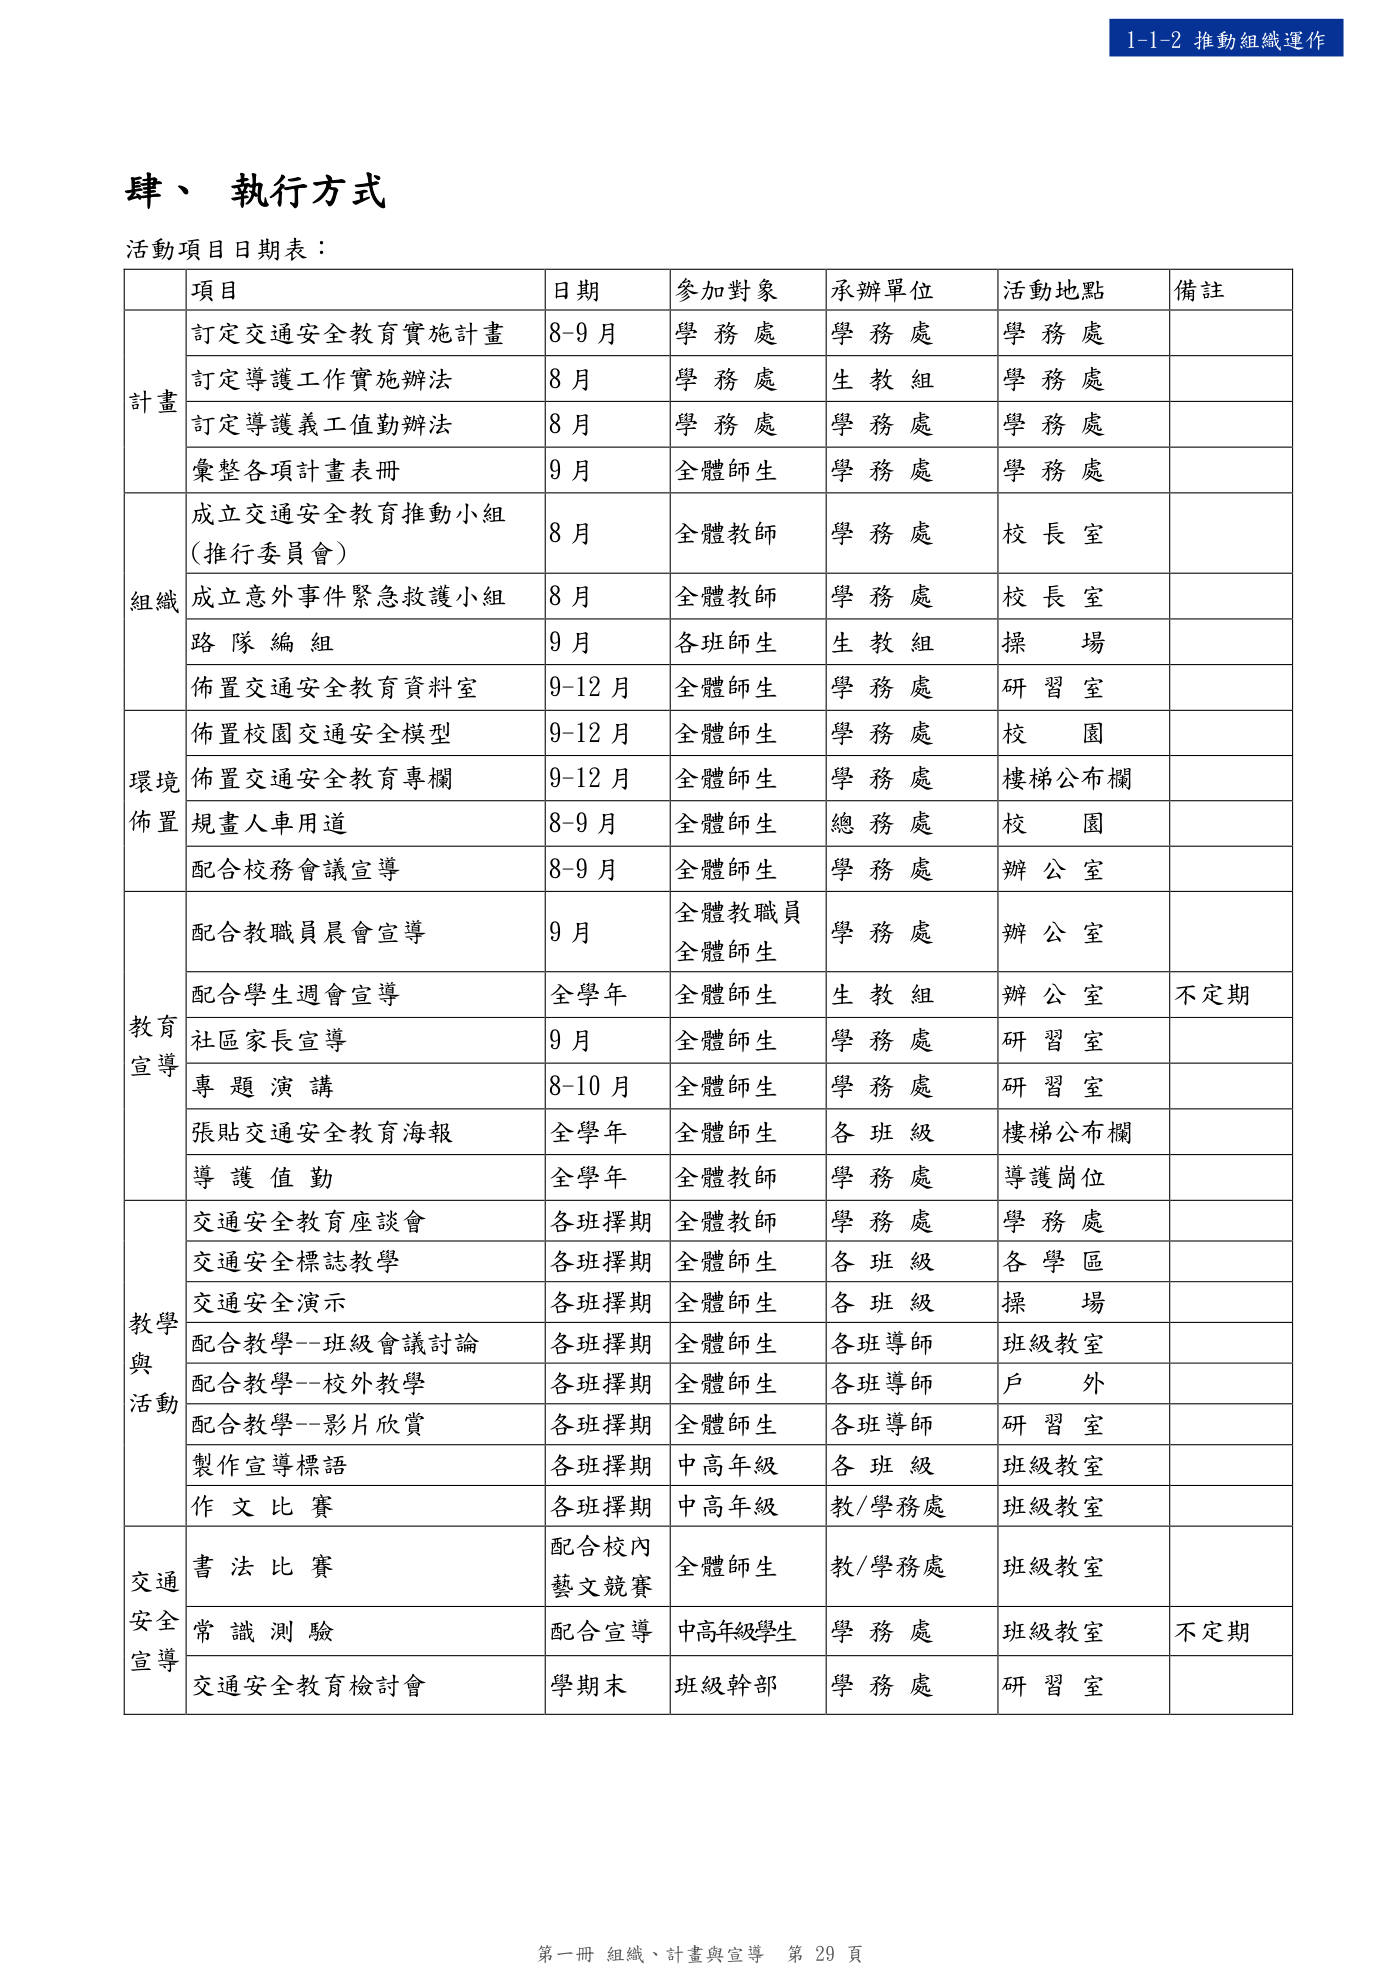 1-1-2 推動組織運作
肆、 執行方式
活動項目日期表：
項目 日期 參加對象 承辦單位 活動地點 備註
計畫
訂定交通安全教育實施計畫 8-9 月 學 務 處 學 務 處 學 務 處
訂定導護工作實施辦法 8 月 學 務 處 生 教 組 學 務 處
訂定導護義工值勤辦法 8 月 學 務 處 學 務 處 學 務 處
彙整各項計畫表冊 9 月 全體師生 學 務 處 學 務 處
組織
成立交通安全教育推動小組
(推行委員會) 8 月 全體教師 學 務 處 校 長 室
成立意外事件緊急救護小組 8 月 全體教師 學 務 處 校 長 室
路 隊 編 組 9 月 各班師生 生 教 組 操 場
佈置交通安全教育資料室 9-12 月 全體師生 學 務 處 研 習 室
環境
佈置
佈置校園交通安全模型 9-12 月 全體師生 學 務 處 校 園
佈置交通安全教育專欄 9-12 月 全體師生 學 務 處 樓梯公布欄
規畫人車用道 8-9 月 全體師生 總 務 處 校 園
配合校務會議宣導 8-9 月 全體師生 學 務 處 辦 公 室
教育
宣導
配合教職員晨會宣導 9 月 全體教職員
全體師生 學 務 處 辦 公 室
配合學生週會宣導 全學年 全體師生 生 教 組 辦 公 室 不定期
社區家長宣導 9 月 全體師生 學 務 處 研 習 室
專 題 演 講 8-10 月 全體師生 學 務 處 研 習 室
張貼交通安全教育海報 全學年 全體師生 各 班 級 樓梯公布欄
導 護 值 勤 全學年 全體教師 學 務 處 導護崗位
教學
與
活動
交通安全教育座談會 各班擇期 全體教師 學 務 處 學 務 處
交通安全標誌教學 各班擇期 全體師生 各 班 級 各 學 區
交通安全演示 各班擇期 全體師生 各 班 級 操 場
配合教學--班級會議討論 各班擇期 全體師生 各班導師 班級教室
配合教學--校外教學 各班擇期 全體師生 各班導師 戶 外
配合教學--影片欣賞 各班擇期 全體師生 各班導師 研 習 室
製作宣導標語 各班擇期 中高年級 各 班 級 班級教室
作 文 比 賽 各班擇期 中高年級 教/學務處 班級教室
交通
安全
宣導
書 法 比 賽 配合校內
藝文競賽 全體師生 教/學務處 班級教室
常 識 測 驗 配合宣導 中高年級學生 學 務 處 班級教室 不定期
交通安全教育檢討會 學期末 班級幹部 學 務 處 研 習 室
第一冊 組織、計畫與宣導 第 29 頁